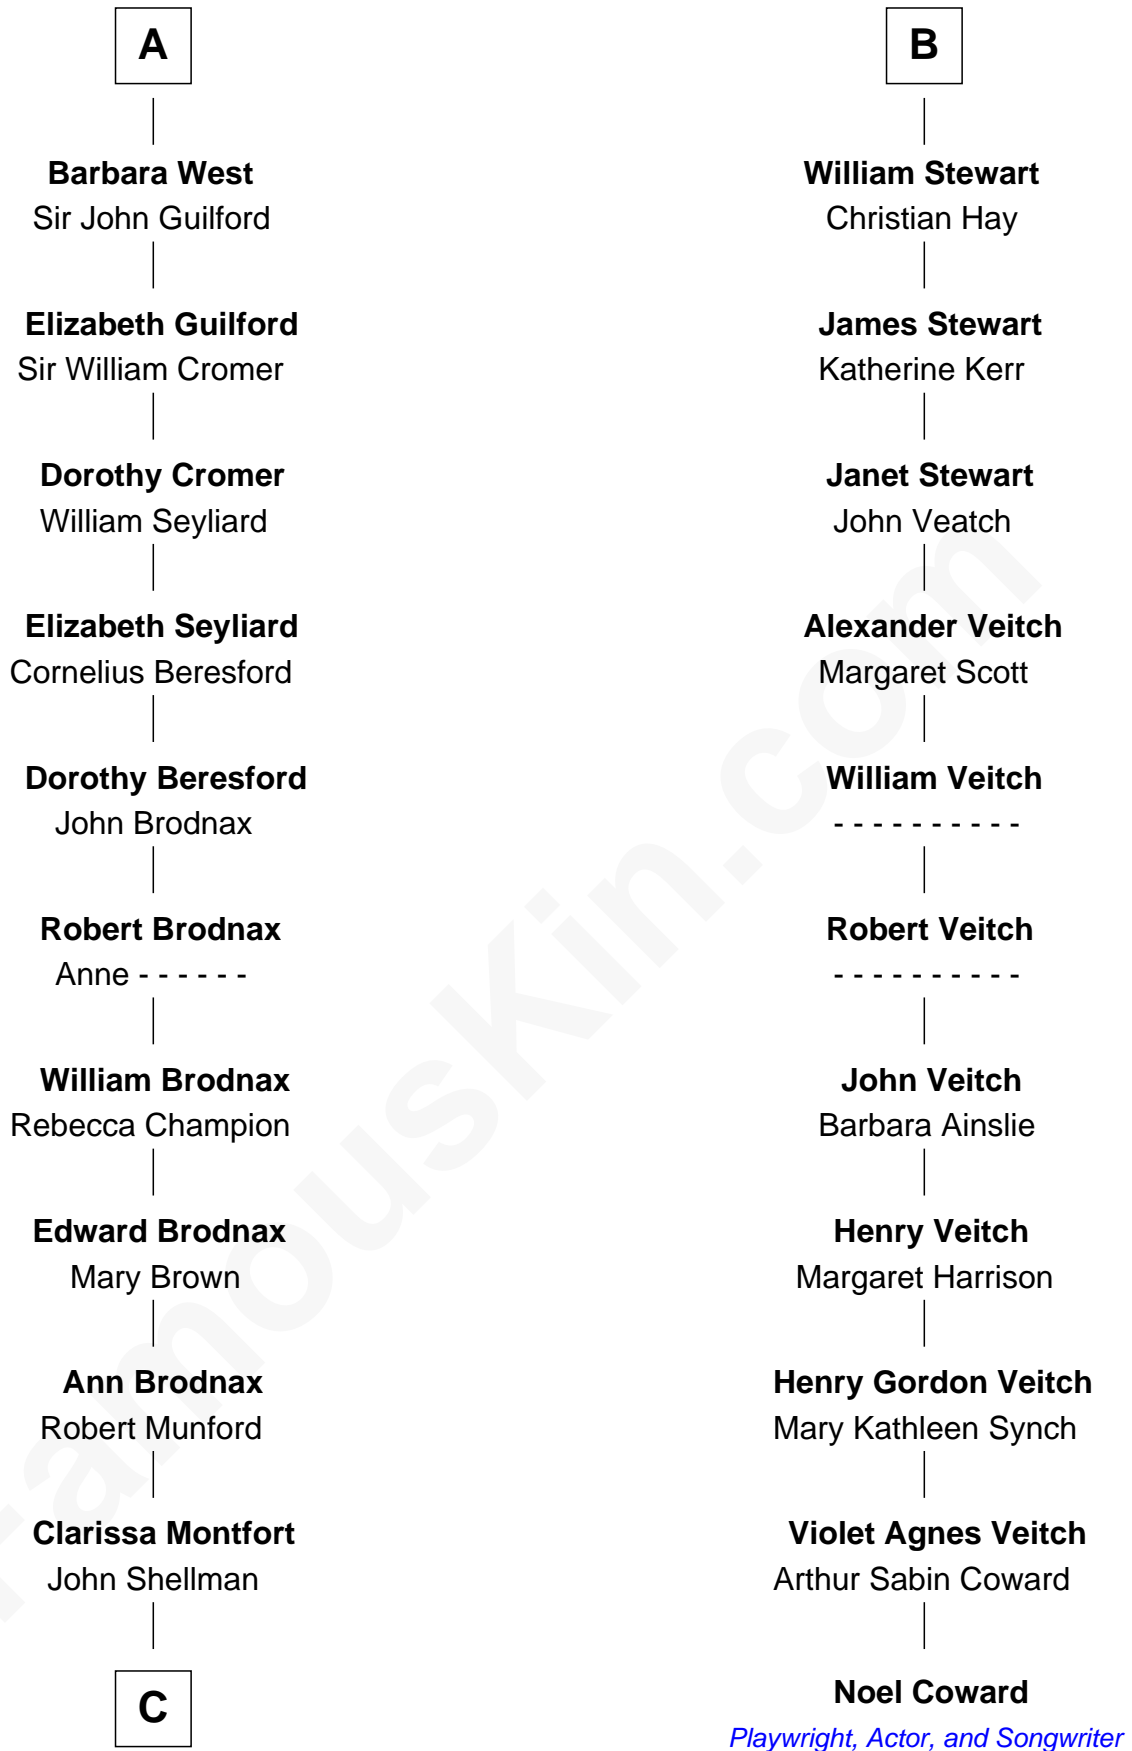 A
Barbara West
Sir John Guilford
Elizabeth Guilford
Sir William Cromer
Dorothy Cromer
William Seyliard
Elizabeth Seyliard
Cornelius Beresford
Dorothy Beresford
John Brodnax
Robert Brodnax
Anne - - - - - -
William Brodnax
Rebecca Champion
Edward Brodnax
Mary Brown
Ann Brodnax
Robert Munford
Clarissa Montfort
John Shellman
C
B
William Stewart
Christian Hay
James Stewart
Katherine Kerr
Janet Stewart
John Veatch
Alexander Veitch
Margaret Scott
William Veitch
- - - - - - - - - -
Robert Veitch
- - - - - - - - - -
John Veitch
Barbara Ainslie
Henry Veitch
Margaret Harrison
Henry Gordon Veitch
Mary Kathleen Synch
Violet Agnes Veitch
Arthur Sabin Coward
Noel Coward
Playwright, Actor, and Songwriter
FamousKin.com